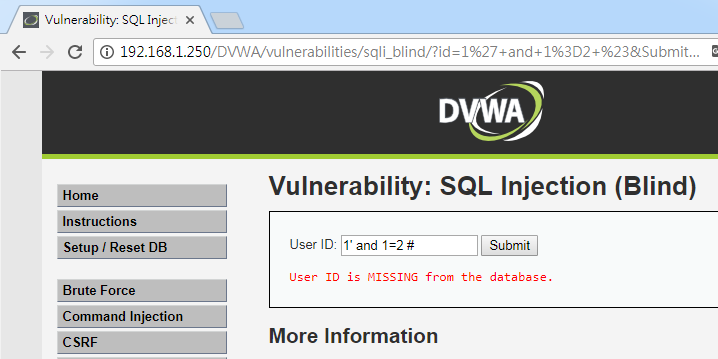 Vulnerability: SQL Inject
192.168.1.250/DVWA/vulnerabilities/sqli_blind/?id=1%27+and+1%3D2+%23&Submit...
DVWA
Home
Instructions
Setup / Reset DB
Brute Force
Command Injection
CSRF
Vulnerability: SQL Injection (Blind)
User ID: 1' and 1=2 # Submit
User ID is MISSING from the database.
More Information